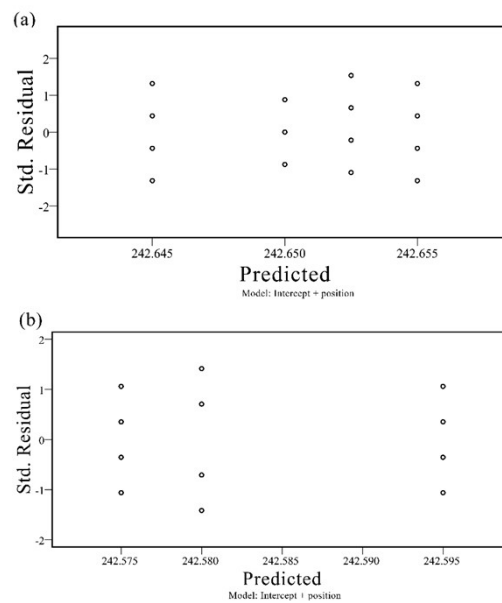 (a)
2
1
0
-1
-2
Std. Residual
242.645 242.650 242.655
Predicted
Model: Intercept + position
(b)
2
1
0
-1
-2
Std. Residual
242.575 242.580 242.585 242.590 242.595
Predicted
Model: Intercept + position